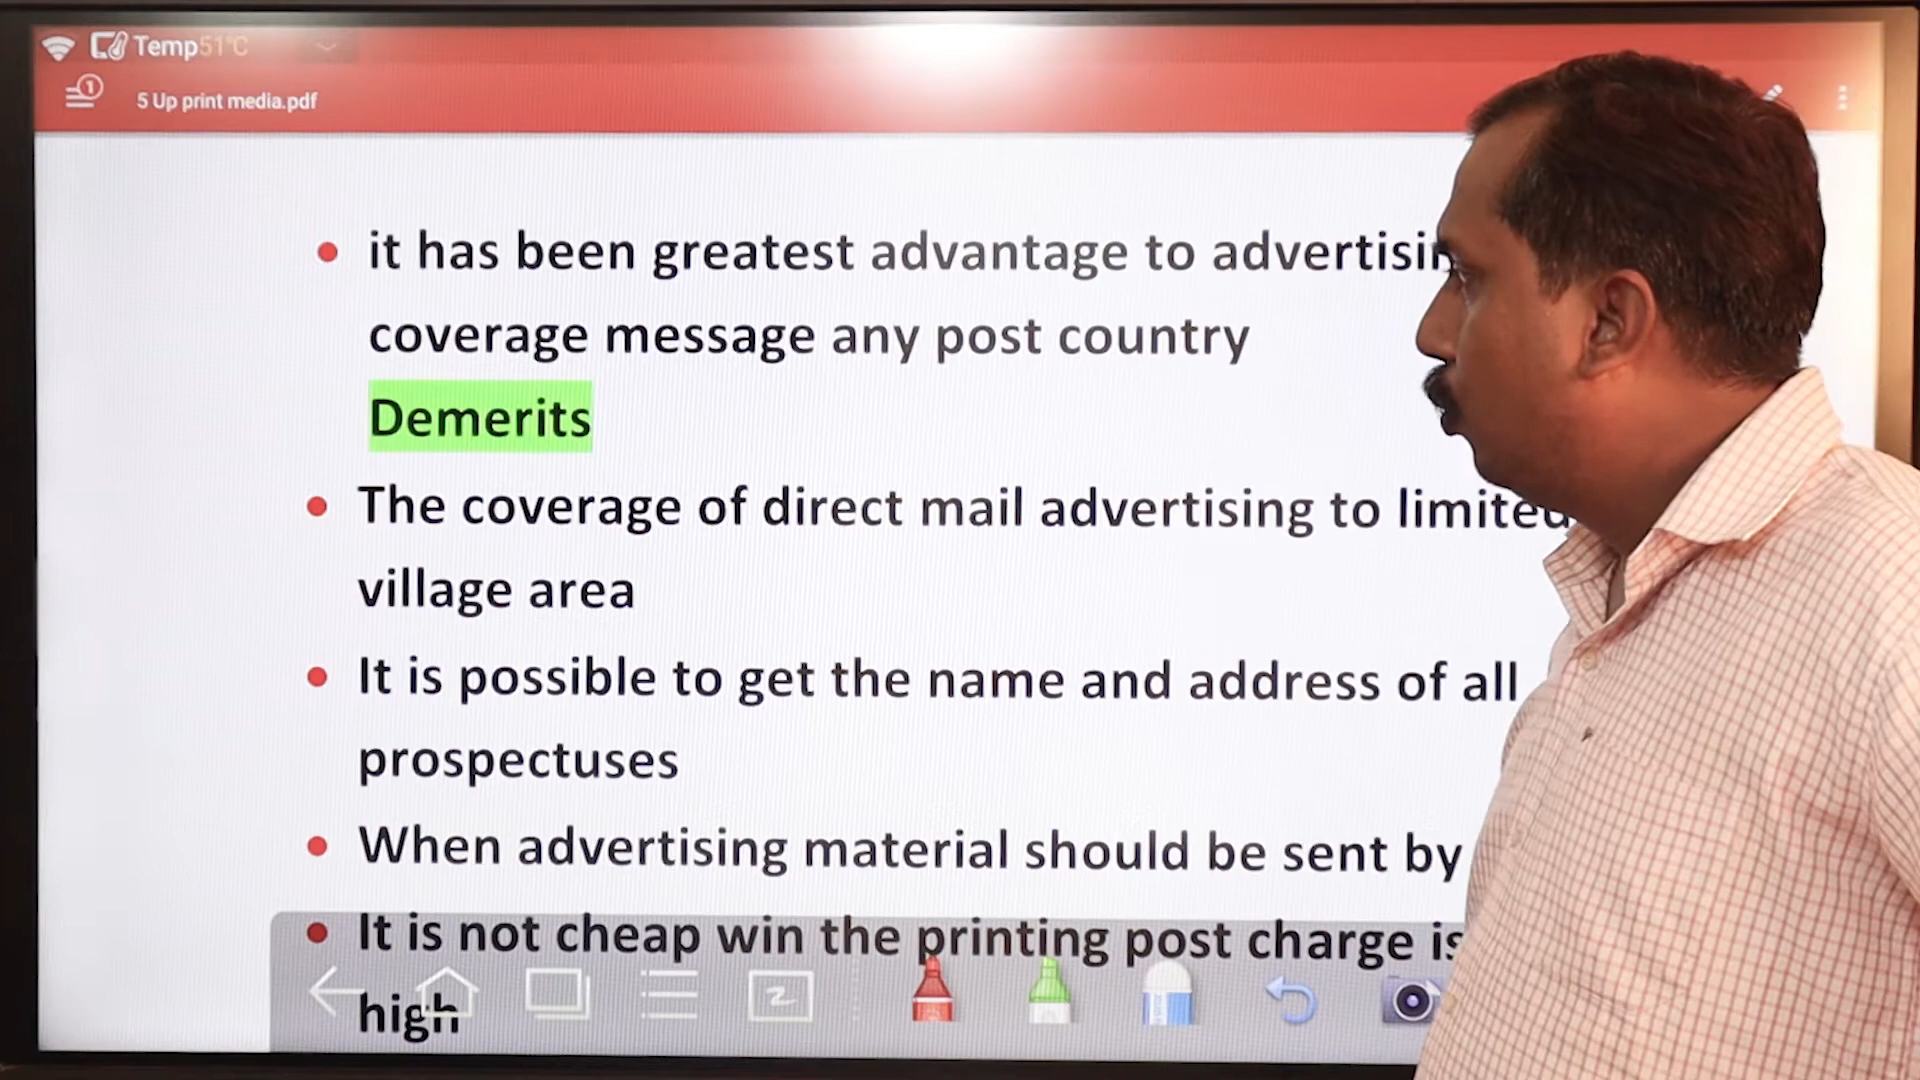 Temp51°C
1
5 Up print media.pdf
it has been greatest advantage to
coverage message any post country
Demerits
The coverage of direct mail advertising to limited
village area
It is possible to get the name and address of all
prospectuses
When advertising material should be sent by
It is not cheap win the printing post charge is
high